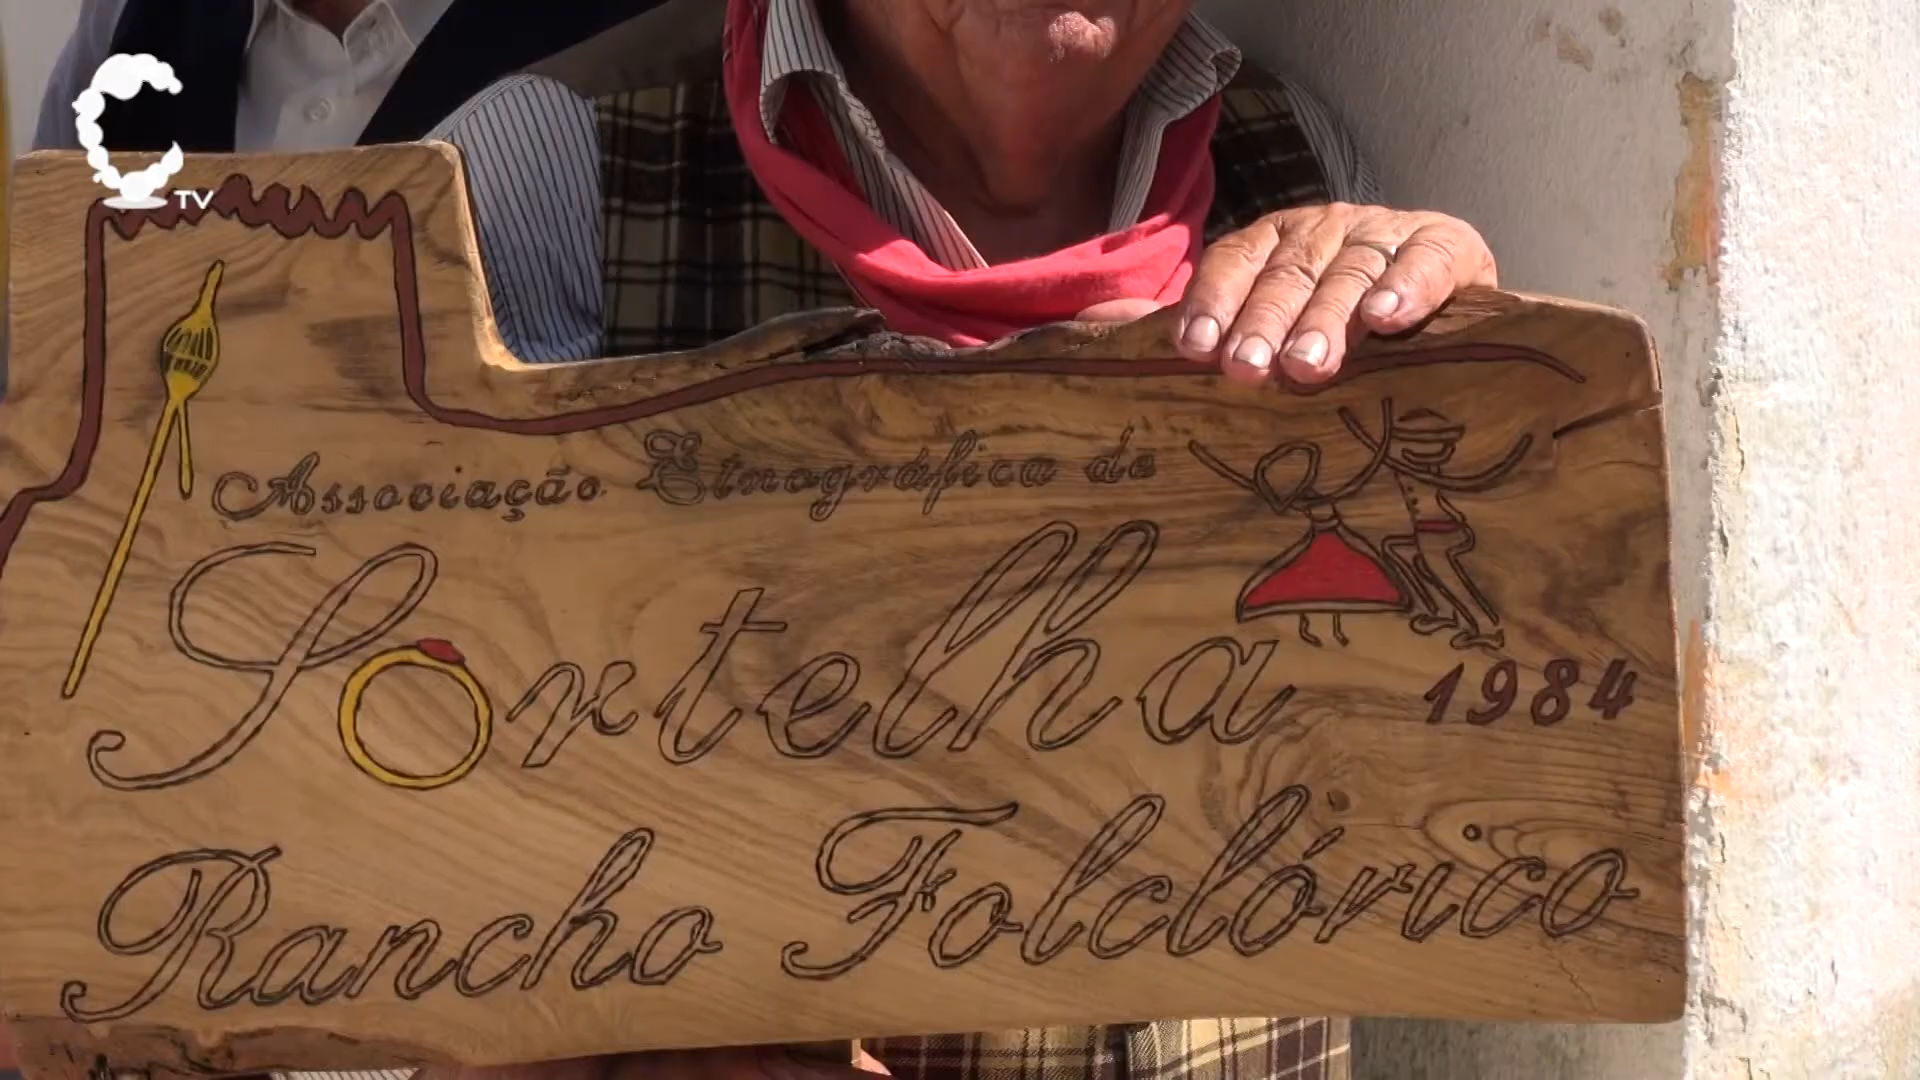 C TV
Associação Etnográfica de
Sortelha
1984
Rancho Folclórico